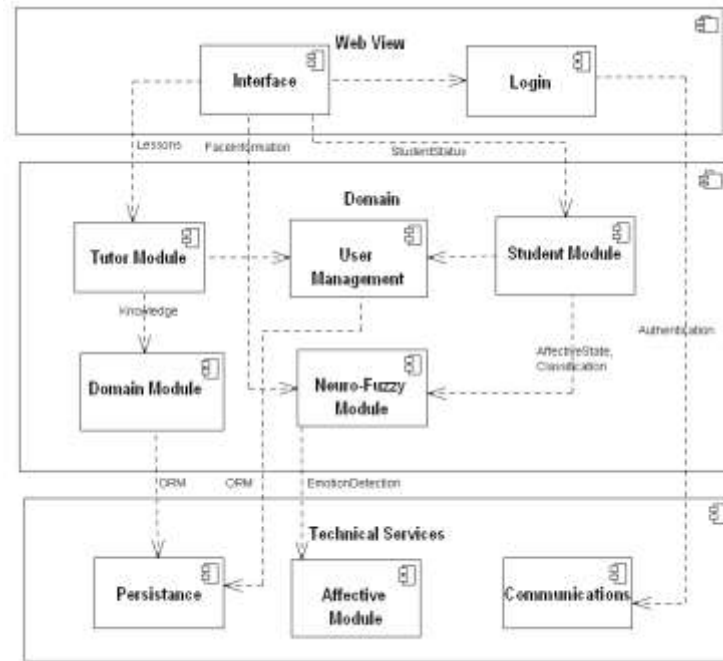 Web View
Interface
Login
Lessons
FaceInformation
StudentStatus
Domain
Tutor Module
User
Management
Student Module
Knowledge
Authentication
AffectiveState,
Classification
Domain Module
Neuro-Fuzzy
Module
ORM
ORM
EmotionDetection
Technical Services
Persistance
Affective
Module
Communications